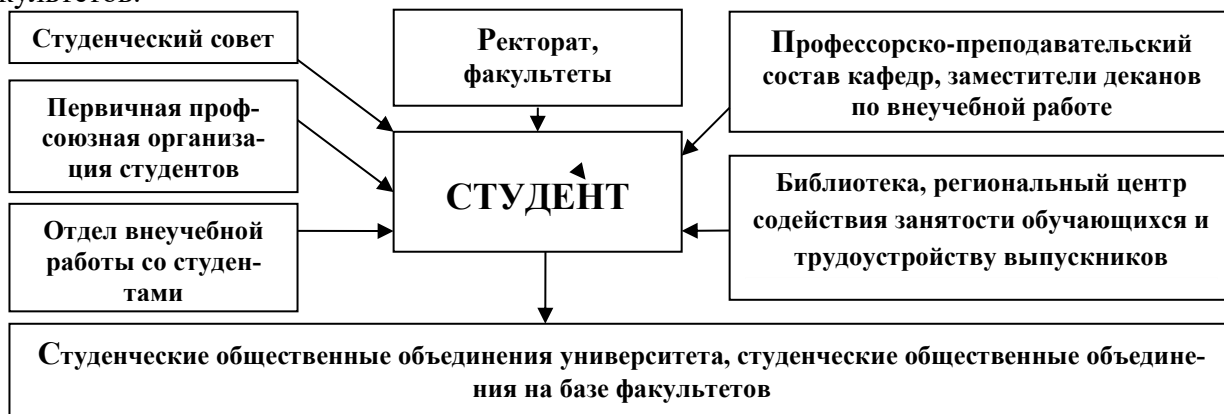 культетов.
Студенческий совет
Ректорат,
факультеты
Профессорско-преподавательский
состав кафедр, заместители деканов
по внеучебной работе
Первичная проф-
союзная организа-
ция студентов
СТУДЕНТ
Библиотека, региональный центр
содействия занятости обучающихся и
трудоустройству выпускников
Отдел внеучебной
работы со студен-
тами
Студенческие общественные объединения университета, студенческие общественные объедине-
ния на базе факультетов